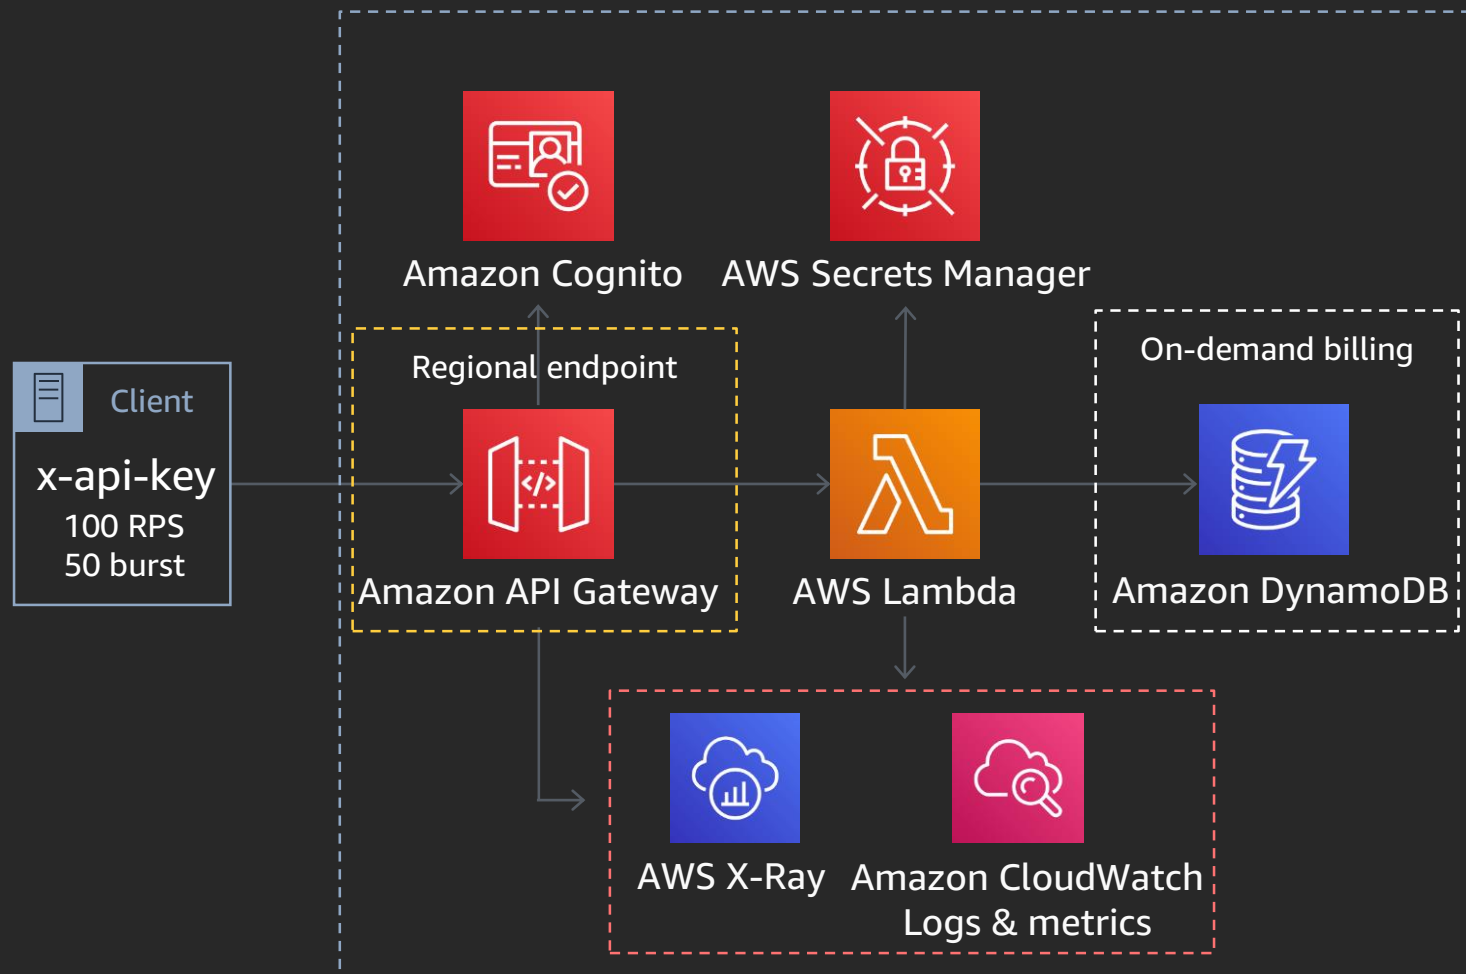 Amazon Cognito
AWS Secrets Manager
Regional endpoint
On-demand billing
Client
x-api-key
100 RPS
50 burst
</>
Amazon API Gateway
AWS Lambda
Amazon DynamoDB
AWS X-Ray
Amazon CloudWatch
Logs & metrics